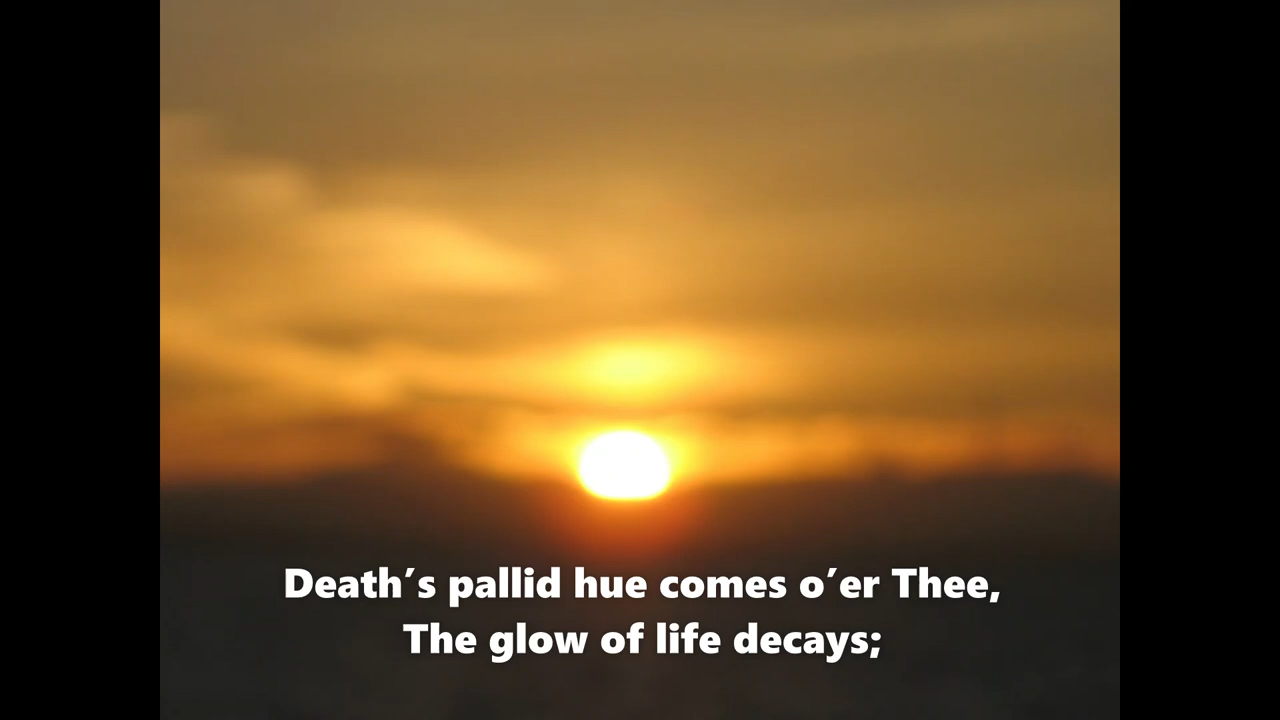 Death′s pallid hue comes o′er Thee,
The glow of life decays;